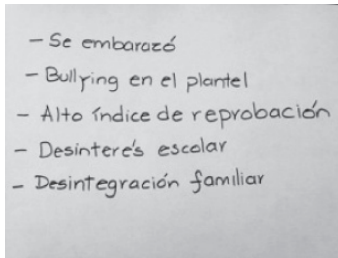 - Se embarazó
- Bullying en el plantel
- Alto índice de reprobación
- Desinterés escolar
- Desintegración familiar